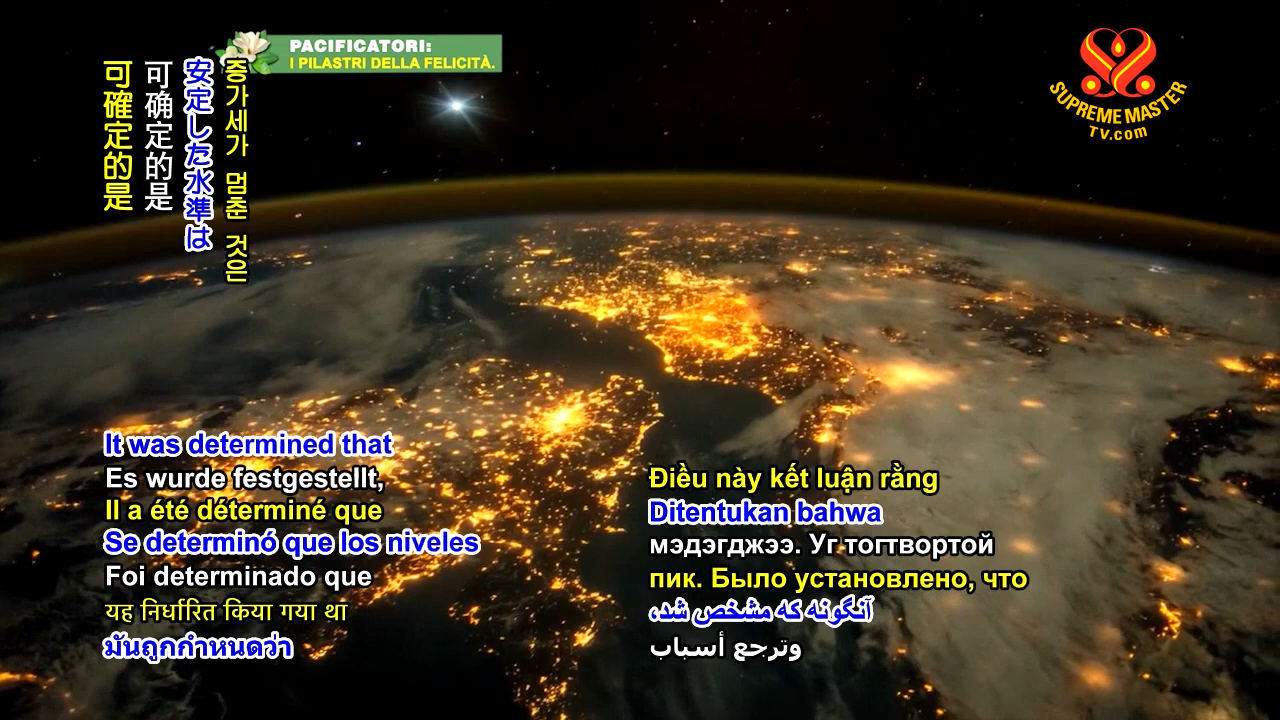 PACIFICATORI:
I PILASTRI DELLA FELICITÀ.
SUPREME MASTER
TV.com
증가세가 멈춘 것은
安定した水準は
可确定的是
可確定的是
It was determined that
Es wurde festgestellt,
Il a été déterminé que
Se determinó que los niveles
Foi determinado que
यह निर्धारित किया गया था
มันถูกกำหนดว่า
Điều này kết luận rằng
Ditentukan bahwa
мэдэгджээ. Уг тогтвортой
пик. Было установлено, что
آنگونه که مشخص شد،
وترجع أسباب